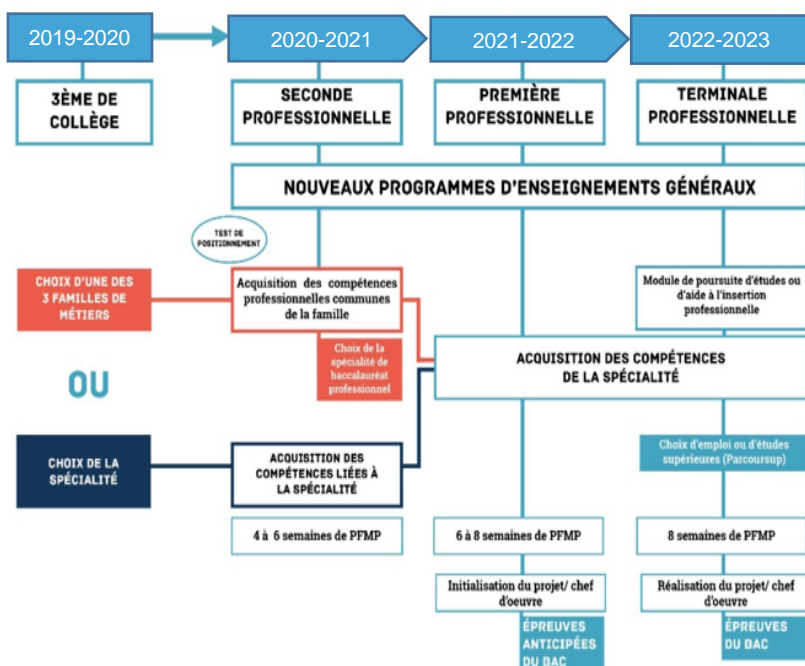 2019-2020
2020-2021
2021-2022
2022-2023
3ÈME DE
COLLÈGE
SECONDE
PROFESSIONNELLE
PREMIÈRE
PROFESSIONNELLE
TERMINALE
PROFESSIONNELLE
NOUVEAUX PROGRAMMES D'ENSEIGNEMENTS GÉNÉRAUX
TEST DE
POSITIONNEMENT
CHOIX D'UNE DES
3 FAMILLES DE
MÉTIERS
Acquisition des compétences
professionnelles communes
de la famille
Module de poursuite d'études ou
d'aide à l'insertion
professionnelle
Choix de la
spécialité de
baccalauréat
professionnel
ACQUISITION DES COMPÉTENCES
DE LA SPÉCIALITÉ
OU
CHOIX DE LA
SPÉCIALITÉ
ACQUISITION DES
COMPÉTENCES LIÉES À
LA SPÉCIALITÉ
Choix d'emploi ou d'études
supérieures (Parcoursup)
4 à 6 semaines de PFMP
6 à 8 semaines de PFMP
8 semaines de PFMP
Initialisation du projet/ chef
d'oeuvre
Réalisation du projet/ chef
d'oeuvre
ÉPREUVES
ANTICIPÉES
DU BAC
ÉPREUVES
DU BAC